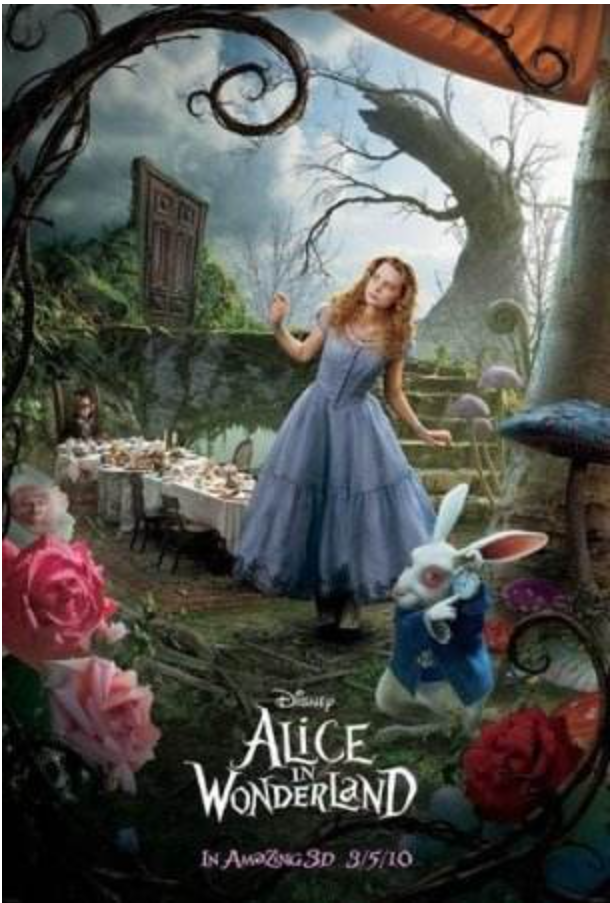 Disney
ALICE
IN
WONDERLAND
IN AMAZING 3D 3/5/10